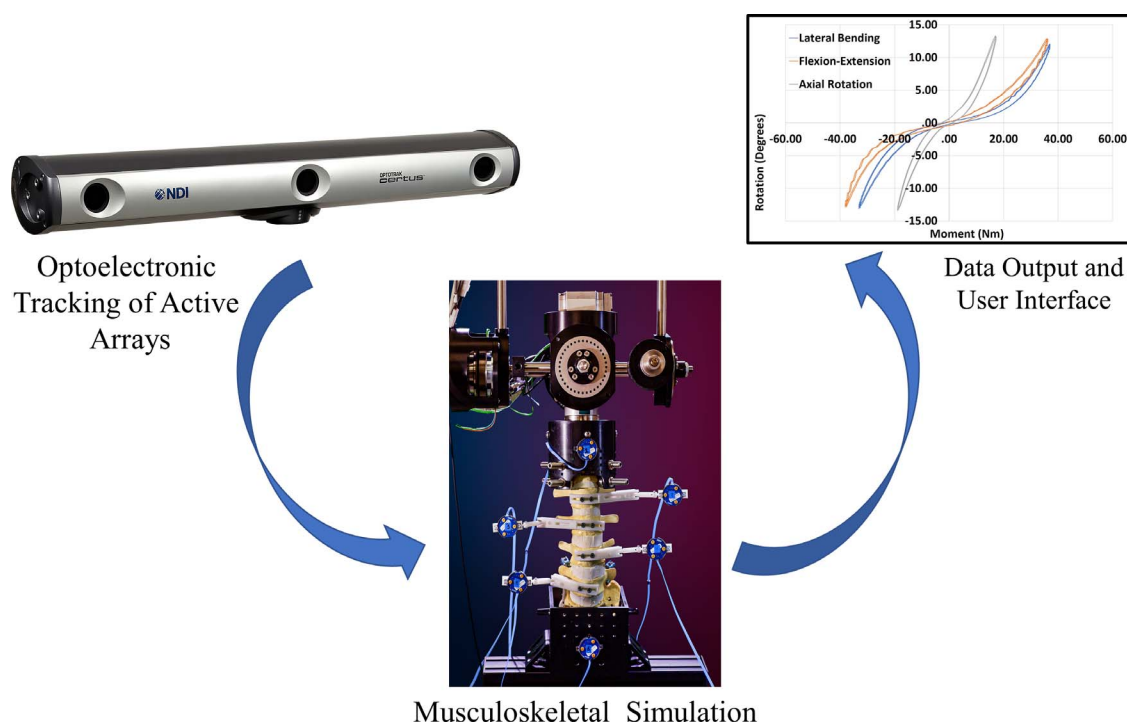 NDI
OPTOTRAK
certus
Optoelectronic
Tracking of Active
Arrays
15.00
10.00
5.00
.00
-5.00
-10.00
-15.00
-60.00
-40.00
-20.00
.00
20.00
40.00
60.00
Lateral Bending
Flexion-Extension
Axial Rotation
Rotation (Degrees)
Moment (Nm)
Data Output and
User Interface
Musculoskeletal Simulation